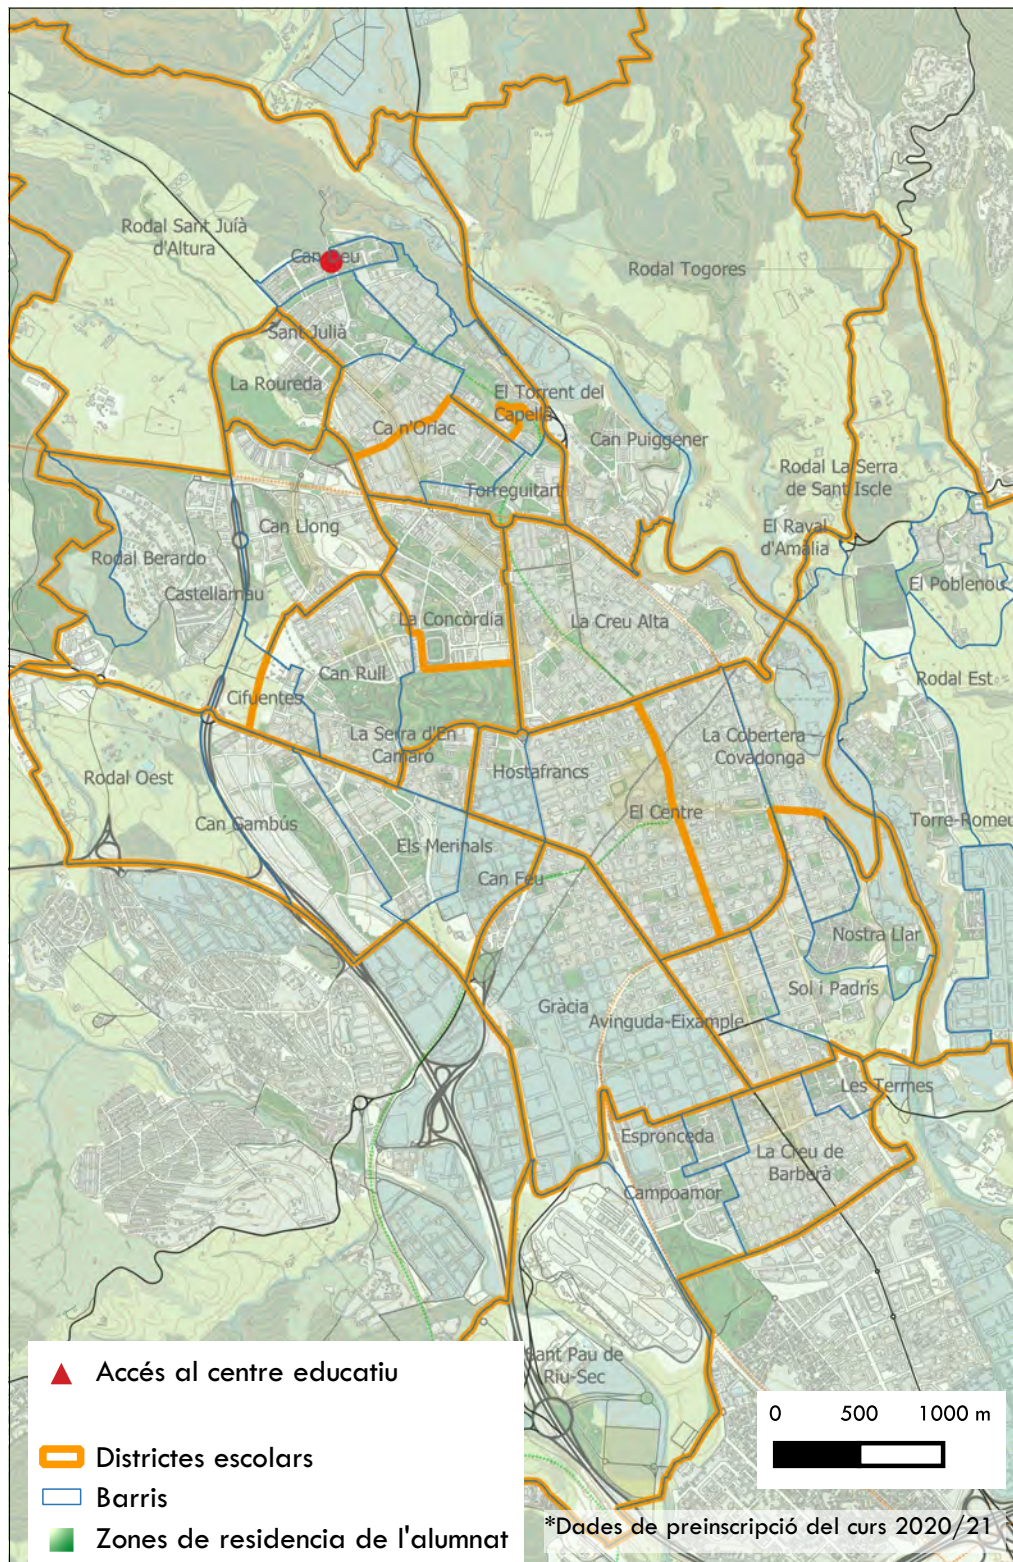 Rodal Sant Juíà
d'Altura
Can Deu
Rodal Togores
Sant Julià
La Roureda
El Torrent del
Capellà
Ca n'Oriac
Can Puiggener
Rodal La Serra
de Sant Iscle
Torreguitart
Can Llong
El Raval
d'Amàlia
Rodal Berardo
El Poblenou
Castellarnau
La Concòrdia
La Creu Alta
Can Rull
Rodal Est
Cifuentes
La Serra d'En
Camaró
La Cobertera
Covadonga
Hostafrancs
Rodal Oest
El Centre
Can Gambús
Torre-Romeu
Els Merinals
Can Feu
Nostra Llar
Sol i Padrís
Gràcia
Avinguda-Eixample
Les Termes
Espronceda
La Creu de
Barberà
Campoamor
Sant Pau de
Riu-Sec
Accés al centre educatiu
Districtes escolars
Barris
Zones de residencia de l'alumnat
0 500 1000 m
*Dades de preinscripció del curs 2020/21